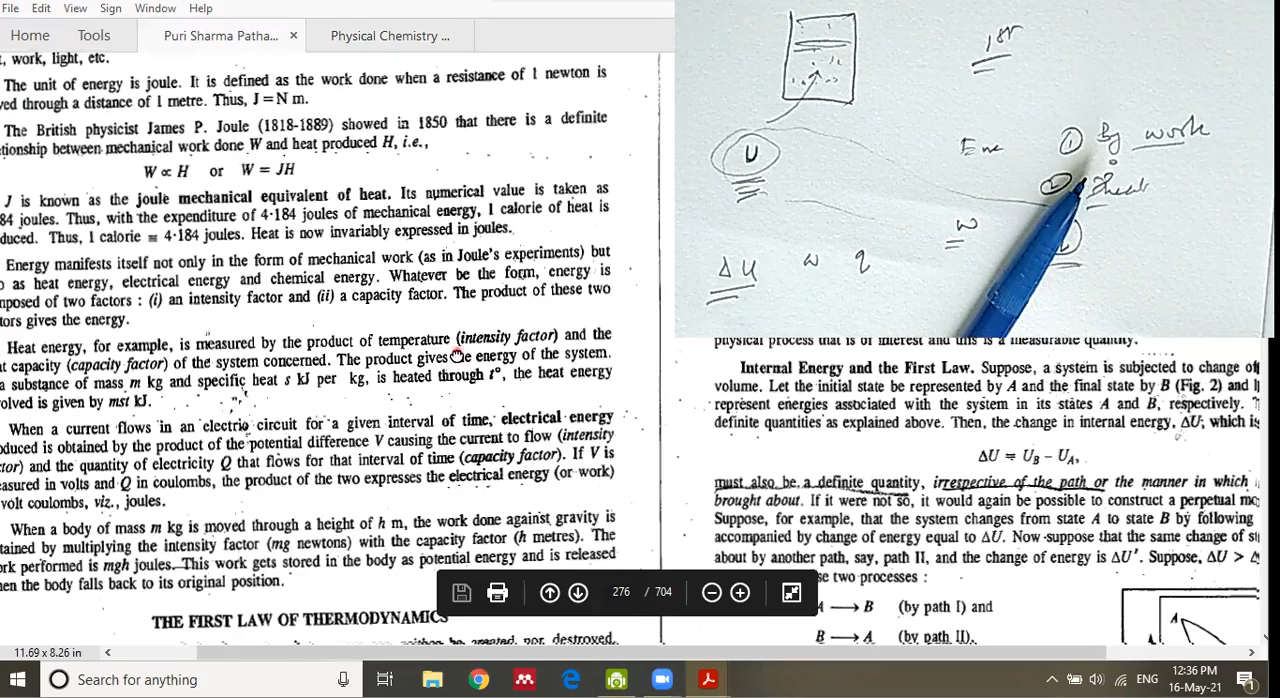 File Edit View Sign Window Help
Home Tools Puri Sharma Patha... × Physical Chemistry ...
t, work, light, etc.
The unit of energy is joule. It is defined as the work done when a resistance of 1 newton is
ved through a distance of 1 metre. Thus, J = N m.
The British physicist James P. Joule (1818-1889) showed in 1850 that there is a definite
tionship between mechanical work done W and heat produced H, i.e.,
W ∝ H or W = JH
J is known as the joule mechanical equivalent of heat. Its numerical value is taken as
84 joules. Thus, with the expenditure of 4·184 joules of mechanical energy, 1 calorie of heat is
duced. Thus, 1 calorie = 4·184 joules. Heat is now invariably expressed in joules.
Energy manifests itself not only in the form of mechanical work (as in Joule's experiments) but
o as heat energy, electrical energy and chemical energy. Whatever be the form, energy is
mposed of two factors : (i) an intensity factor and (ii) a capacity factor. The product of these two
tors gives the energy.
Heat energy, for example, is measured by the product of temperature (intensity factor) and the
at capacity (capacity factor) of the system concerned. The product gives the energy of the system.
a substance of mass m kg and specific heat s kJ per kg, is heated through t°, the heat energy
olved is given by mst kJ.
When a current flows in an electric circuit for a given interval of time, electrical energy
duced is obtained by the product of the potential difference V causing the current to flow (intensity
tor) and the quantity of electricity Q that flows for that interval of time (capacity factor). If V is
easured in volts and Q in coulombs, the product of the two expresses the electrical energy (or work)
volt coulombs, viz., joules.
When a body of mass m kg is moved through a height of h m, the work done against gravity is
tained by multiplying the intensity factor (mg newtons) with the capacity factor (h metres). The
rk performed is mgh joules. This work gets stored in the body as potential energy and is released
hen the body falls back to its original position.
THE FIRST LAW OF THERMODYNAMICS
neither be created, nor destroyed,
1st
U
Ene
① By work
② heat
w
ΔU w q
physical process that is of interest and this is a measurable quantity.
Internal Energy and the First Law. Suppose, a system is subjected to change of
volume. Let the initial state be represented by A and the final state by B (Fig. 2) and
represent energies associated with the system in its states A and B, respectively.
definite quantities as explained above. Then, the change in internal energy, ΔU, which is
ΔU = U_B − U_A,
must also be a definite quantity, irrespective of the path or the manner in which
brought about. If it were not so, it would again be possible to construct a perpetual mo
Suppose, for example, that the system changes from state A to state B by following
accompanied by change of energy equal to ΔU. Now suppose that the same change of st
about by another path, say, path II, and the change of energy is ΔU′. Suppose, ΔU >
se two processes :
A ⟶ B (by path I) and
B ⟶ A (by path II),
A
276 / 704
11.69 x 8.26 in
Search for anything
ENG
12:36 PM
16-May-21
1